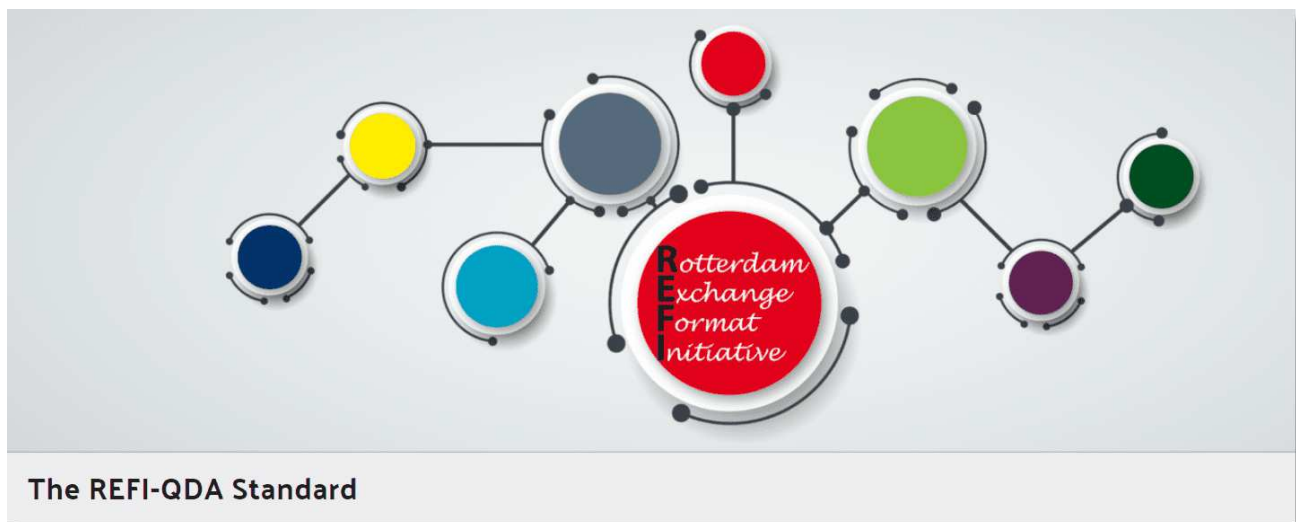 Rotterdam
Exchange
Format
Initiative
The REFI-QDA Standard